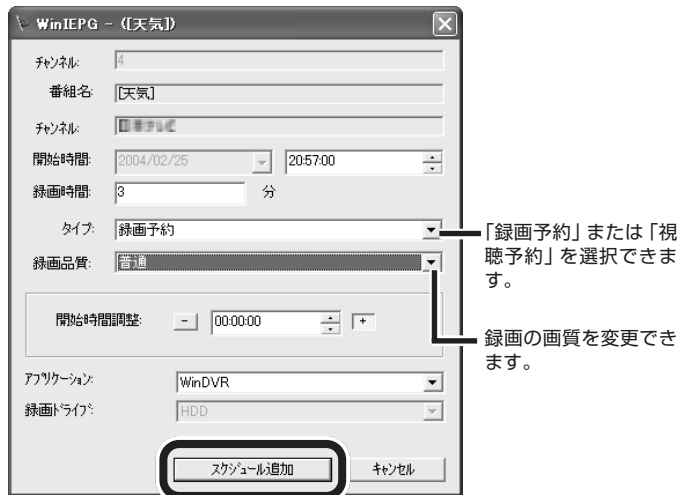 WinIEPG - ([天気])
チャンネル: 4
番組名: [天気]
チャンネル:
開始時間: 2004/02/25 20:57:00
録画時間: 3 分
タイプ: 録画予約
録画品質: 普通
「録画予約」または「視
聴予約」を選択できま
す。
開始時間調整: - 00:00:00 +
録画の画質を変更でき
ます。
アプリケーション: WinDVR
録画ドライブ: HDD
スケジュール追加 キャンセル